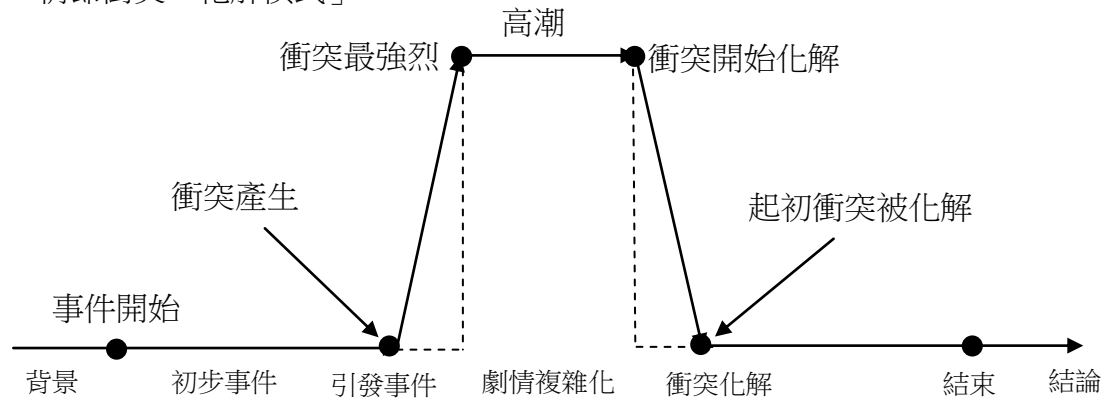 情節衝突—化解模式」
高潮
衝突最強烈
衝突開始化解
衝突產生
起初衝突被化解
事件開始
背景
初步事件
引發事件
劇情複雜化
衝突化解
結束
結論